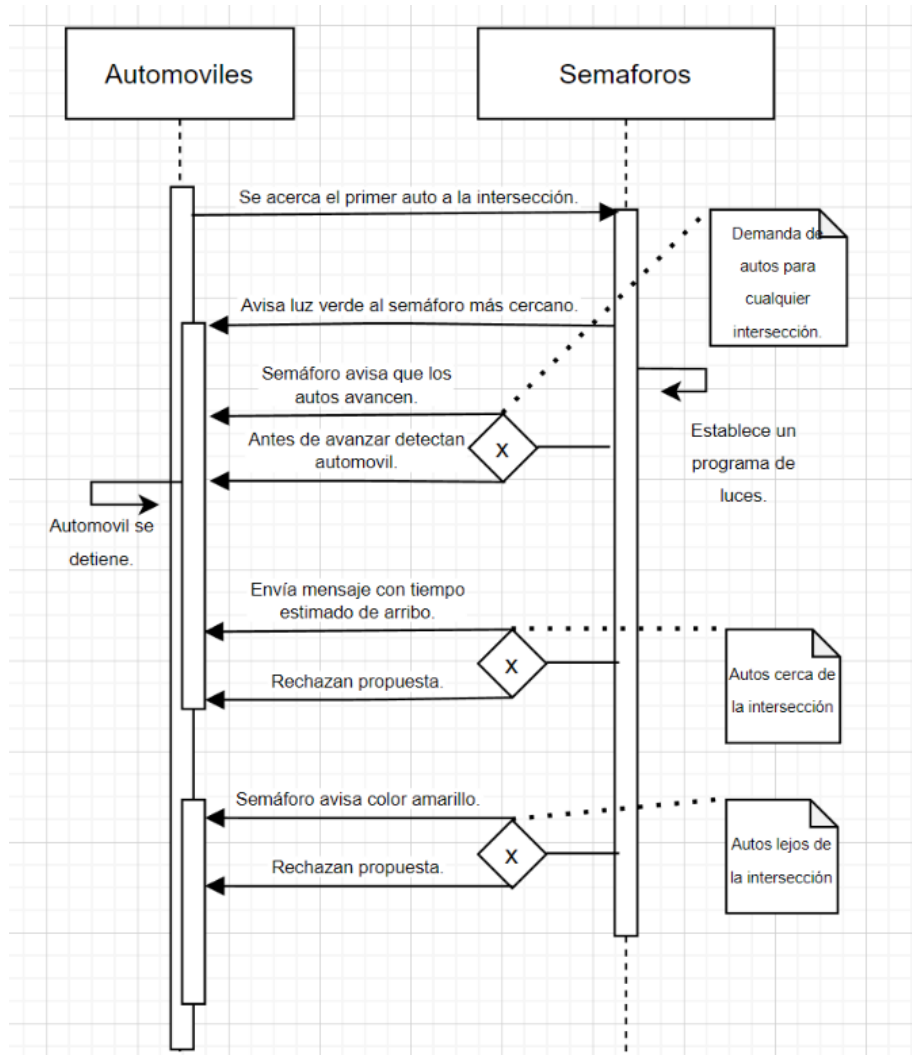 Automoviles
Semaforos
Se acerca el primer auto a la intersección.
Demanda de
autos para
cualquier
intersección.
Avisa luz verde al semáforo más cercano.
Semáforo avisa que los
autos avancen.
Antes de avanzar detectan
automovil.
X
Establece un
programa de
luces.
Automovil se
detiene.
Envía mensaje con tiempo
estimado de arribo.
X
Rechazan propuesta.
Autos cerca de
la intersección
Semáforo avisa color amarillo.
X
Rechazan propuesta.
Autos lejos de
la intersección